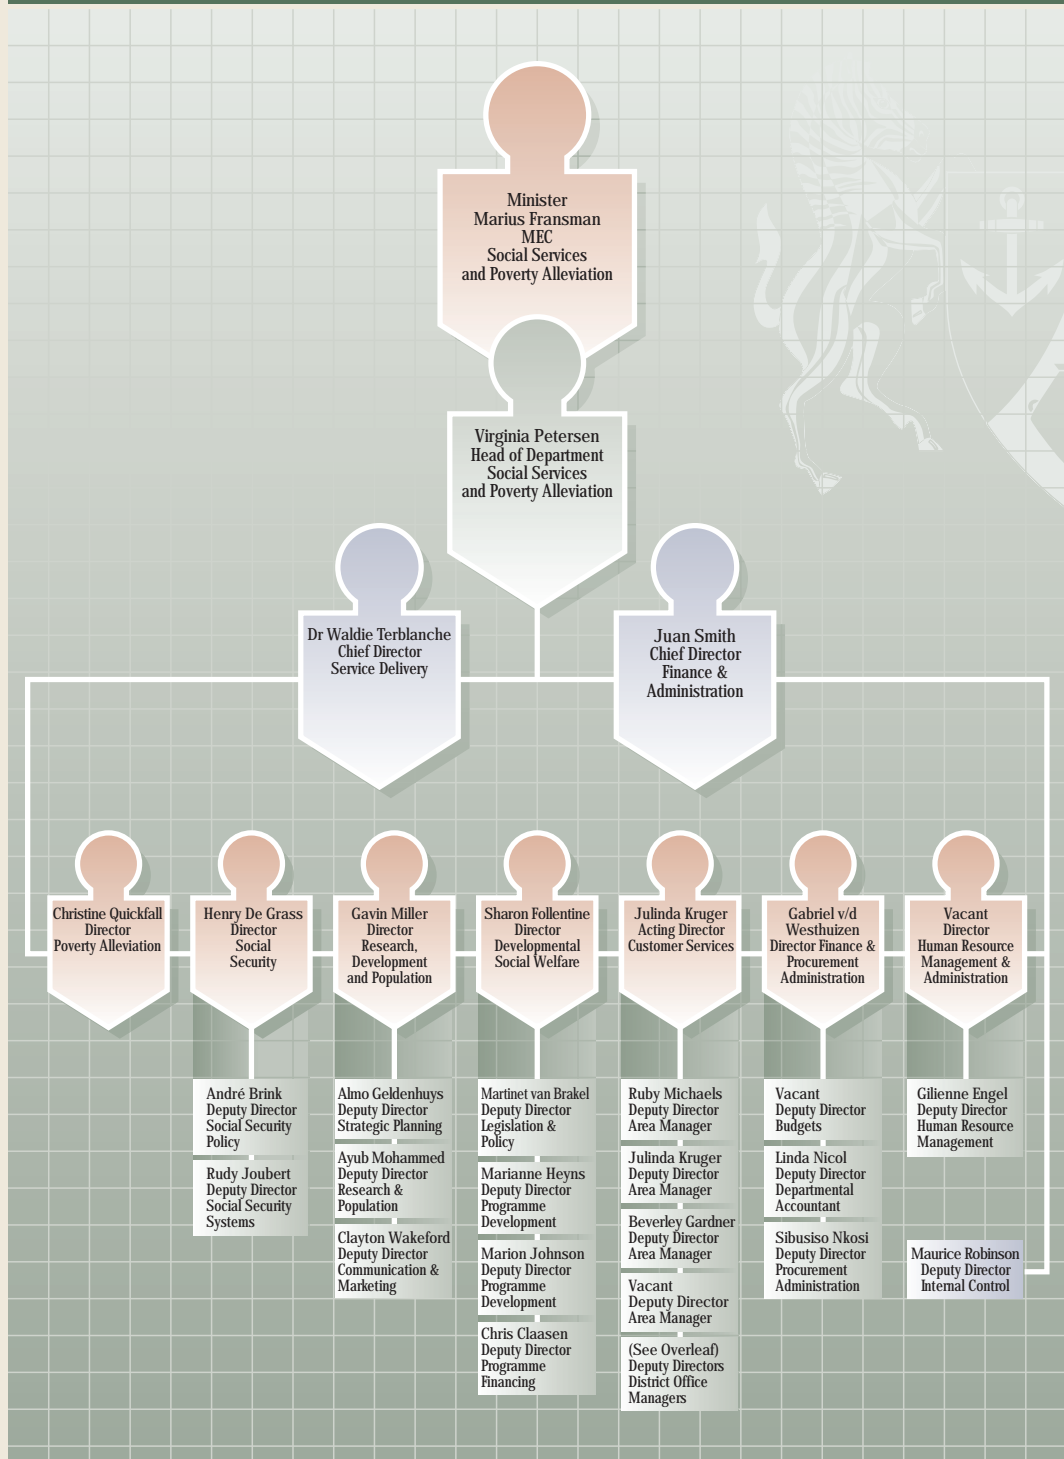 Minister
Marius Fransman
MEC
Social Services
and Poverty Alleviation
Virginia Petersen
Head of Department
Social Services
and Poverty Alleviation
Dr Waldie Terblanche
Chief Director
Service Delivery
Juan Smith
Chief Director
Finance &
Administration
Christine Quickfall
Director
Poverty Alleviation
Henry De Grass
Director
Social
Security
Gavin Miller
Director
Research,
Development
and Population
Sharon Follentine
Director
Developmental
Social Welfare
Julinda Kruger
Acting Director
Customer Services
Gabriel v/d
Westhuizen
Director Finance &
Procurement
Administration
Vacant
Director
Human Resource
Management &
Administration
André Brink
Deputy Director
Social Security
Policy
Rudy Joubert
Deputy Director
Social Security
Systems
Almo Geldenhuys
Deputy Director
Strategic Planning
Ayub Mohammed
Deputy Director
Research &
Population
Clayton Wakeford
Deputy Director
Communication &
Marketing
Martinet van Brakel
Deputy Director
Legislation &
Policy
Marianne Heyns
Deputy Director
Programme
Development
Marion Johnson
Deputy Director
Programme
Development
Chris Claasen
Deputy Director
Programme
Financing
Ruby Michaels
Deputy Director
Area Manager
Julinda Kruger
Deputy Director
Area Manager
Beverley Gardner
Deputy Director
Area Manager
Vacant
Deputy Director
Area Manager
(See Overleaf)
Deputy Directors
District Office
Managers
Vacant
Deputy Director
Budgets
Linda Nicol
Deputy Director
Departmental
Accountant
Sibusiso Nkosi
Deputy Director
Procurement
Administration
Gilienne Engel
Deputy Director
Human Resource
Management
Maurice Robinson
Deputy Director
Internal Control